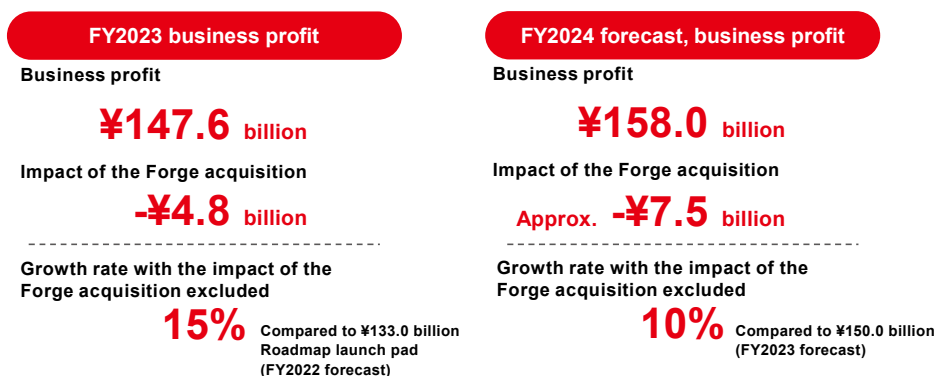 FY2023 business profit
Business profit
¥147.6 billion
Impact of the Forge acquisition
-¥4.8 billion
Growth rate with the impact of the
Forge acquisition excluded
15% Compared to ¥133.0 billion
Roadmap launch pad
(FY2022 forecast)
FY2024 forecast, business profit
Business profit
¥158.0 billion
Impact of the Forge acquisition
Approx. -¥7.5 billion
Growth rate with the impact of the
Forge acquisition excluded
10% Compared to ¥150.0 billion
(FY2023 forecast)